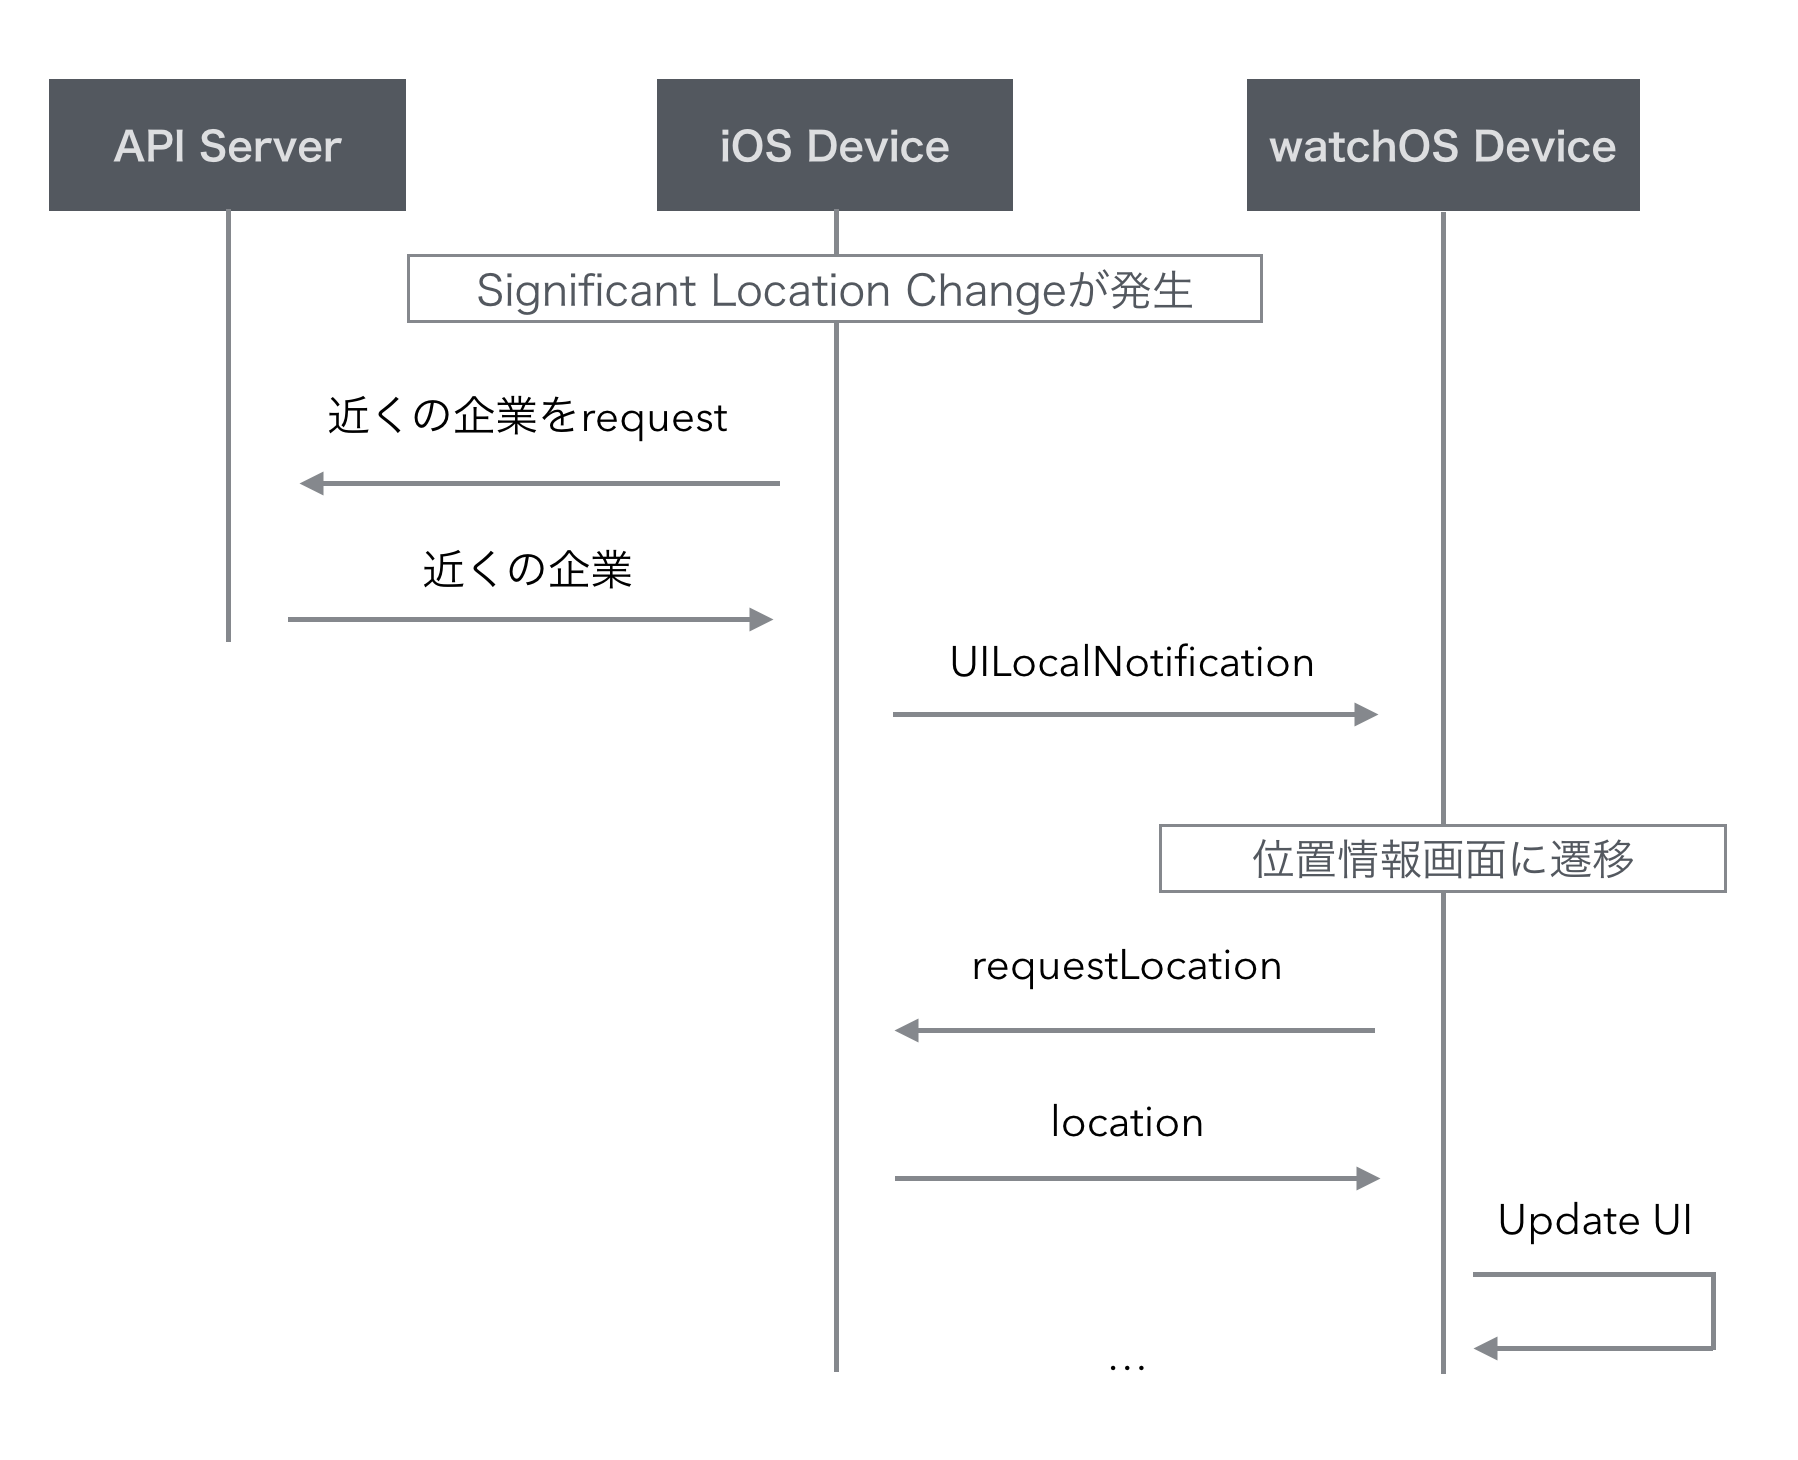 API Server
iOS Device
watchOS Device
Significant Location Changeが発生
近くの企業をrequest
近くの企業
UILocalNotification
位置情報画面に遷移
requestLocation
location
Update UI
...